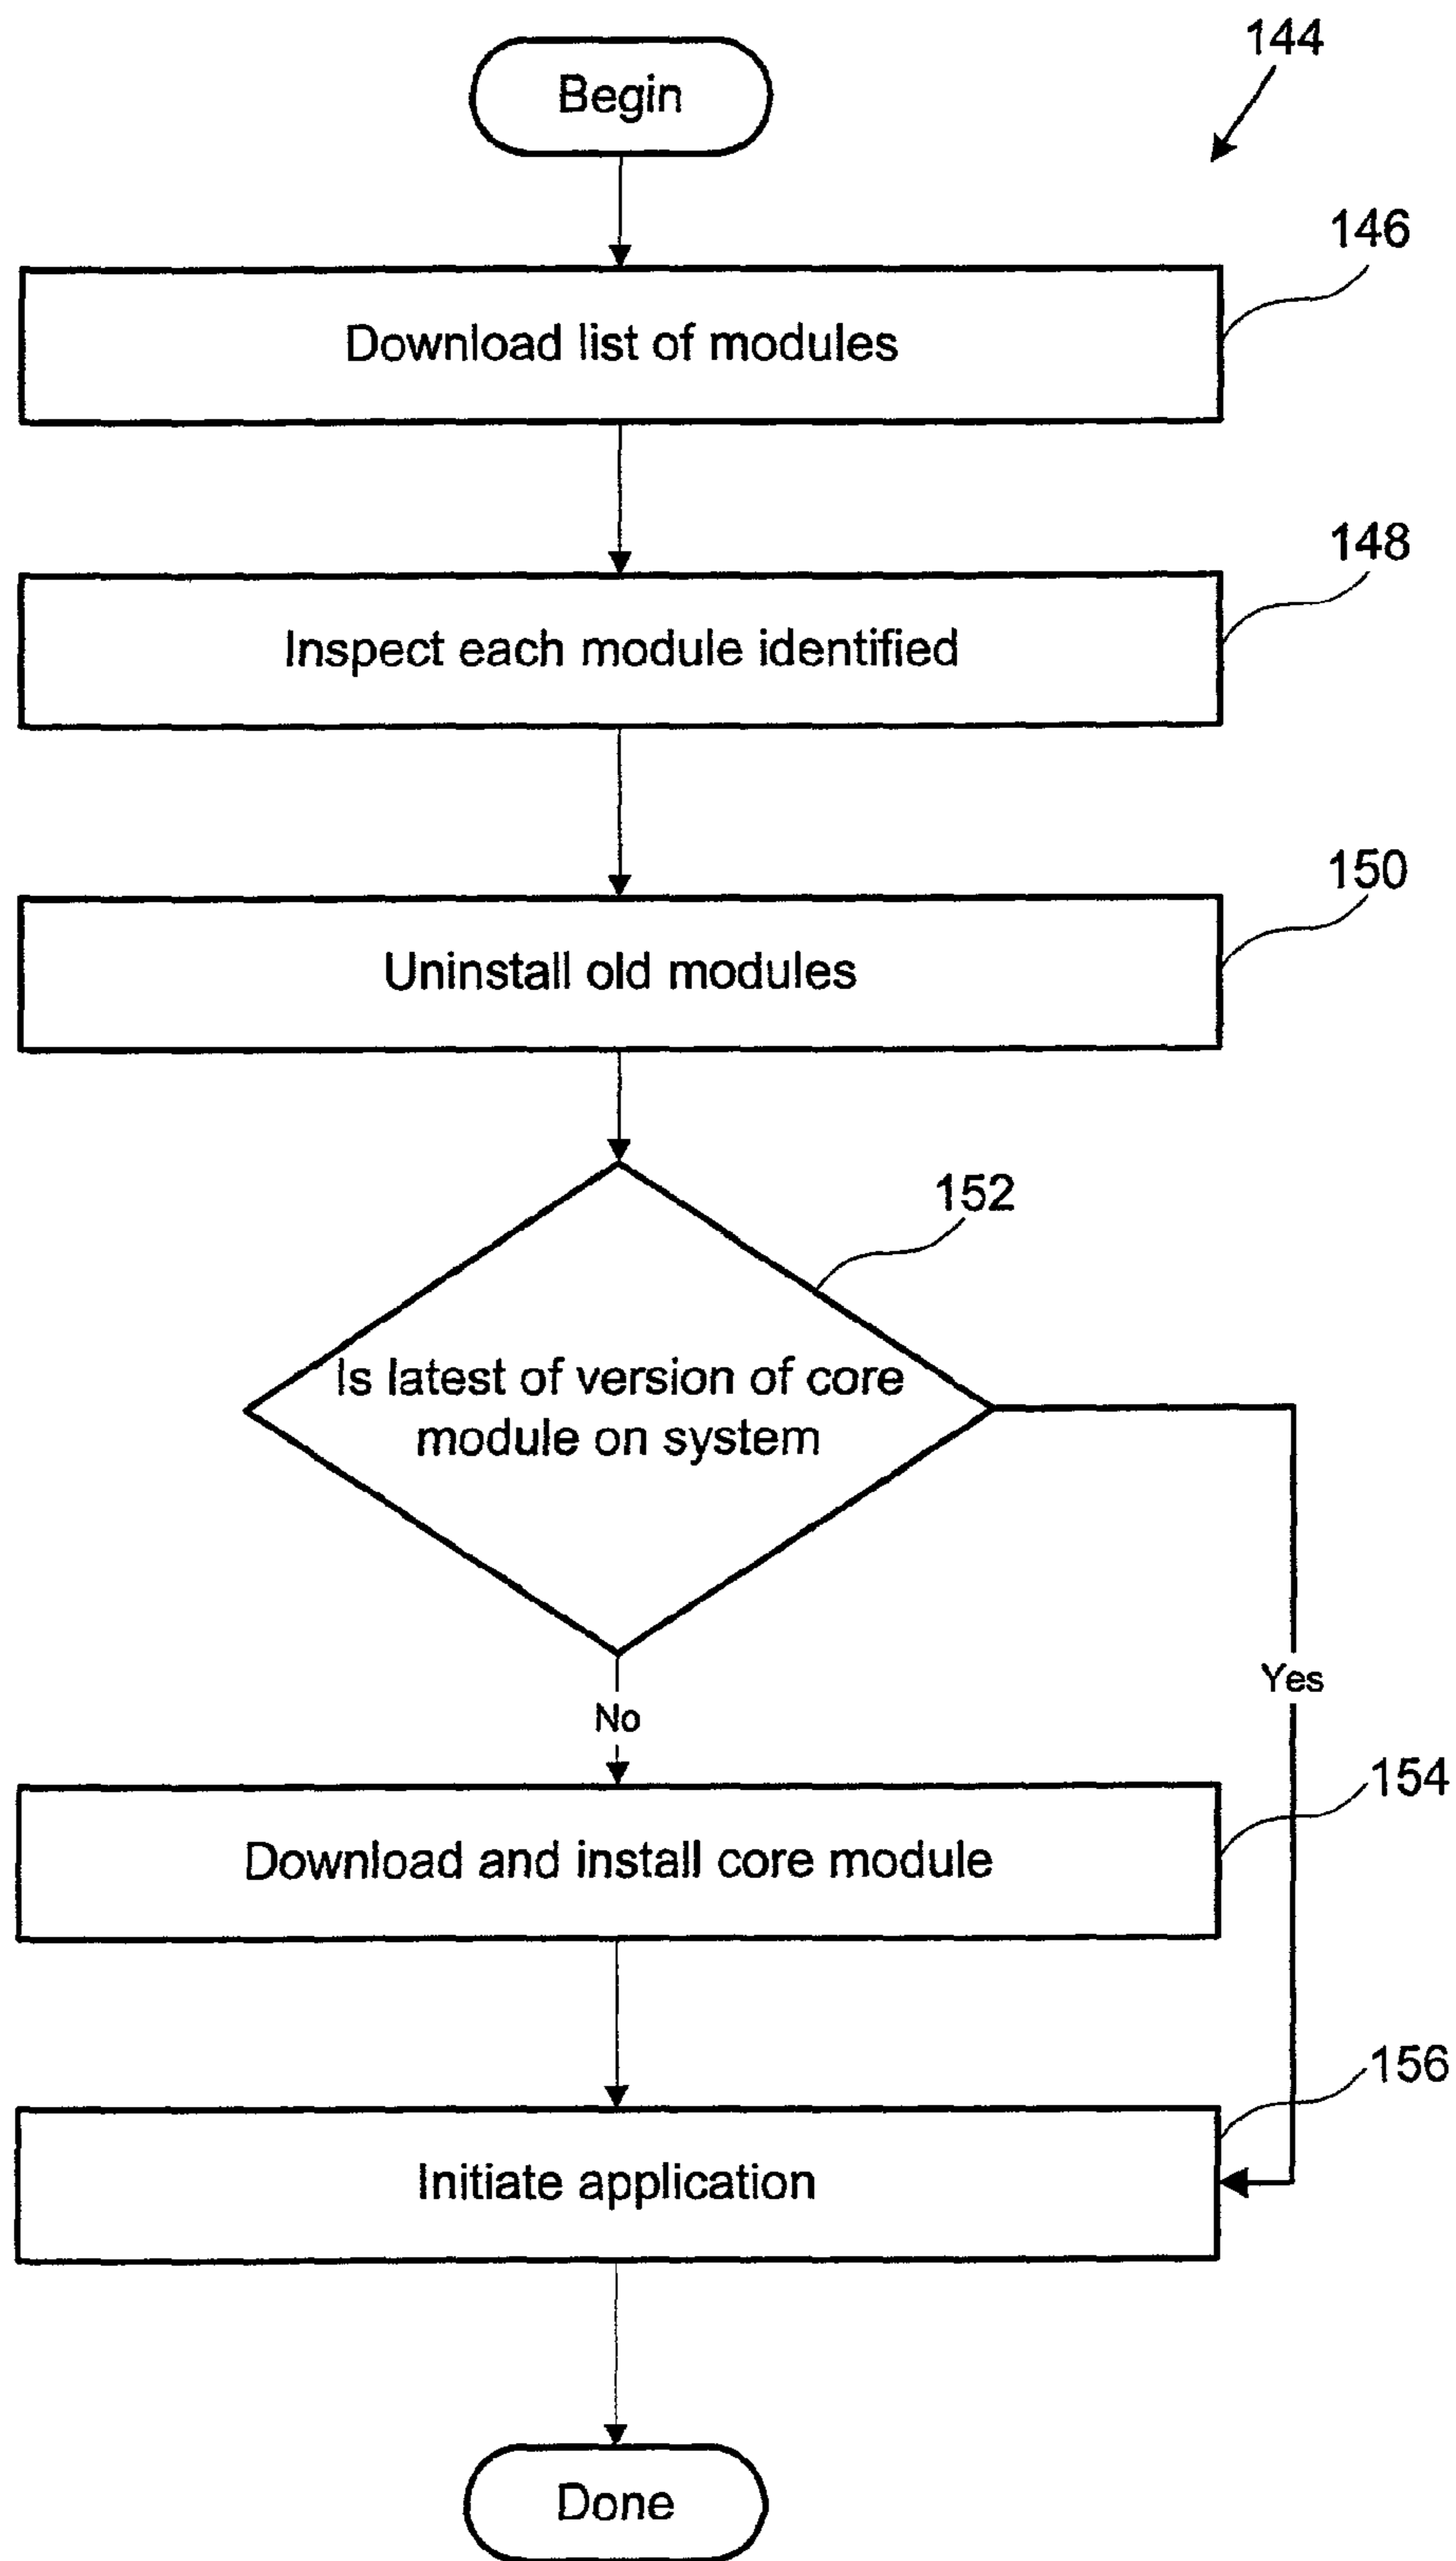 144
Begin
146
Download list of modules
148
Inspect each module identified
150
Uninstall old modules
152
Is latest of version of core
module on system
Yes
No
154
Download and install core module
156
Initiate application
Done